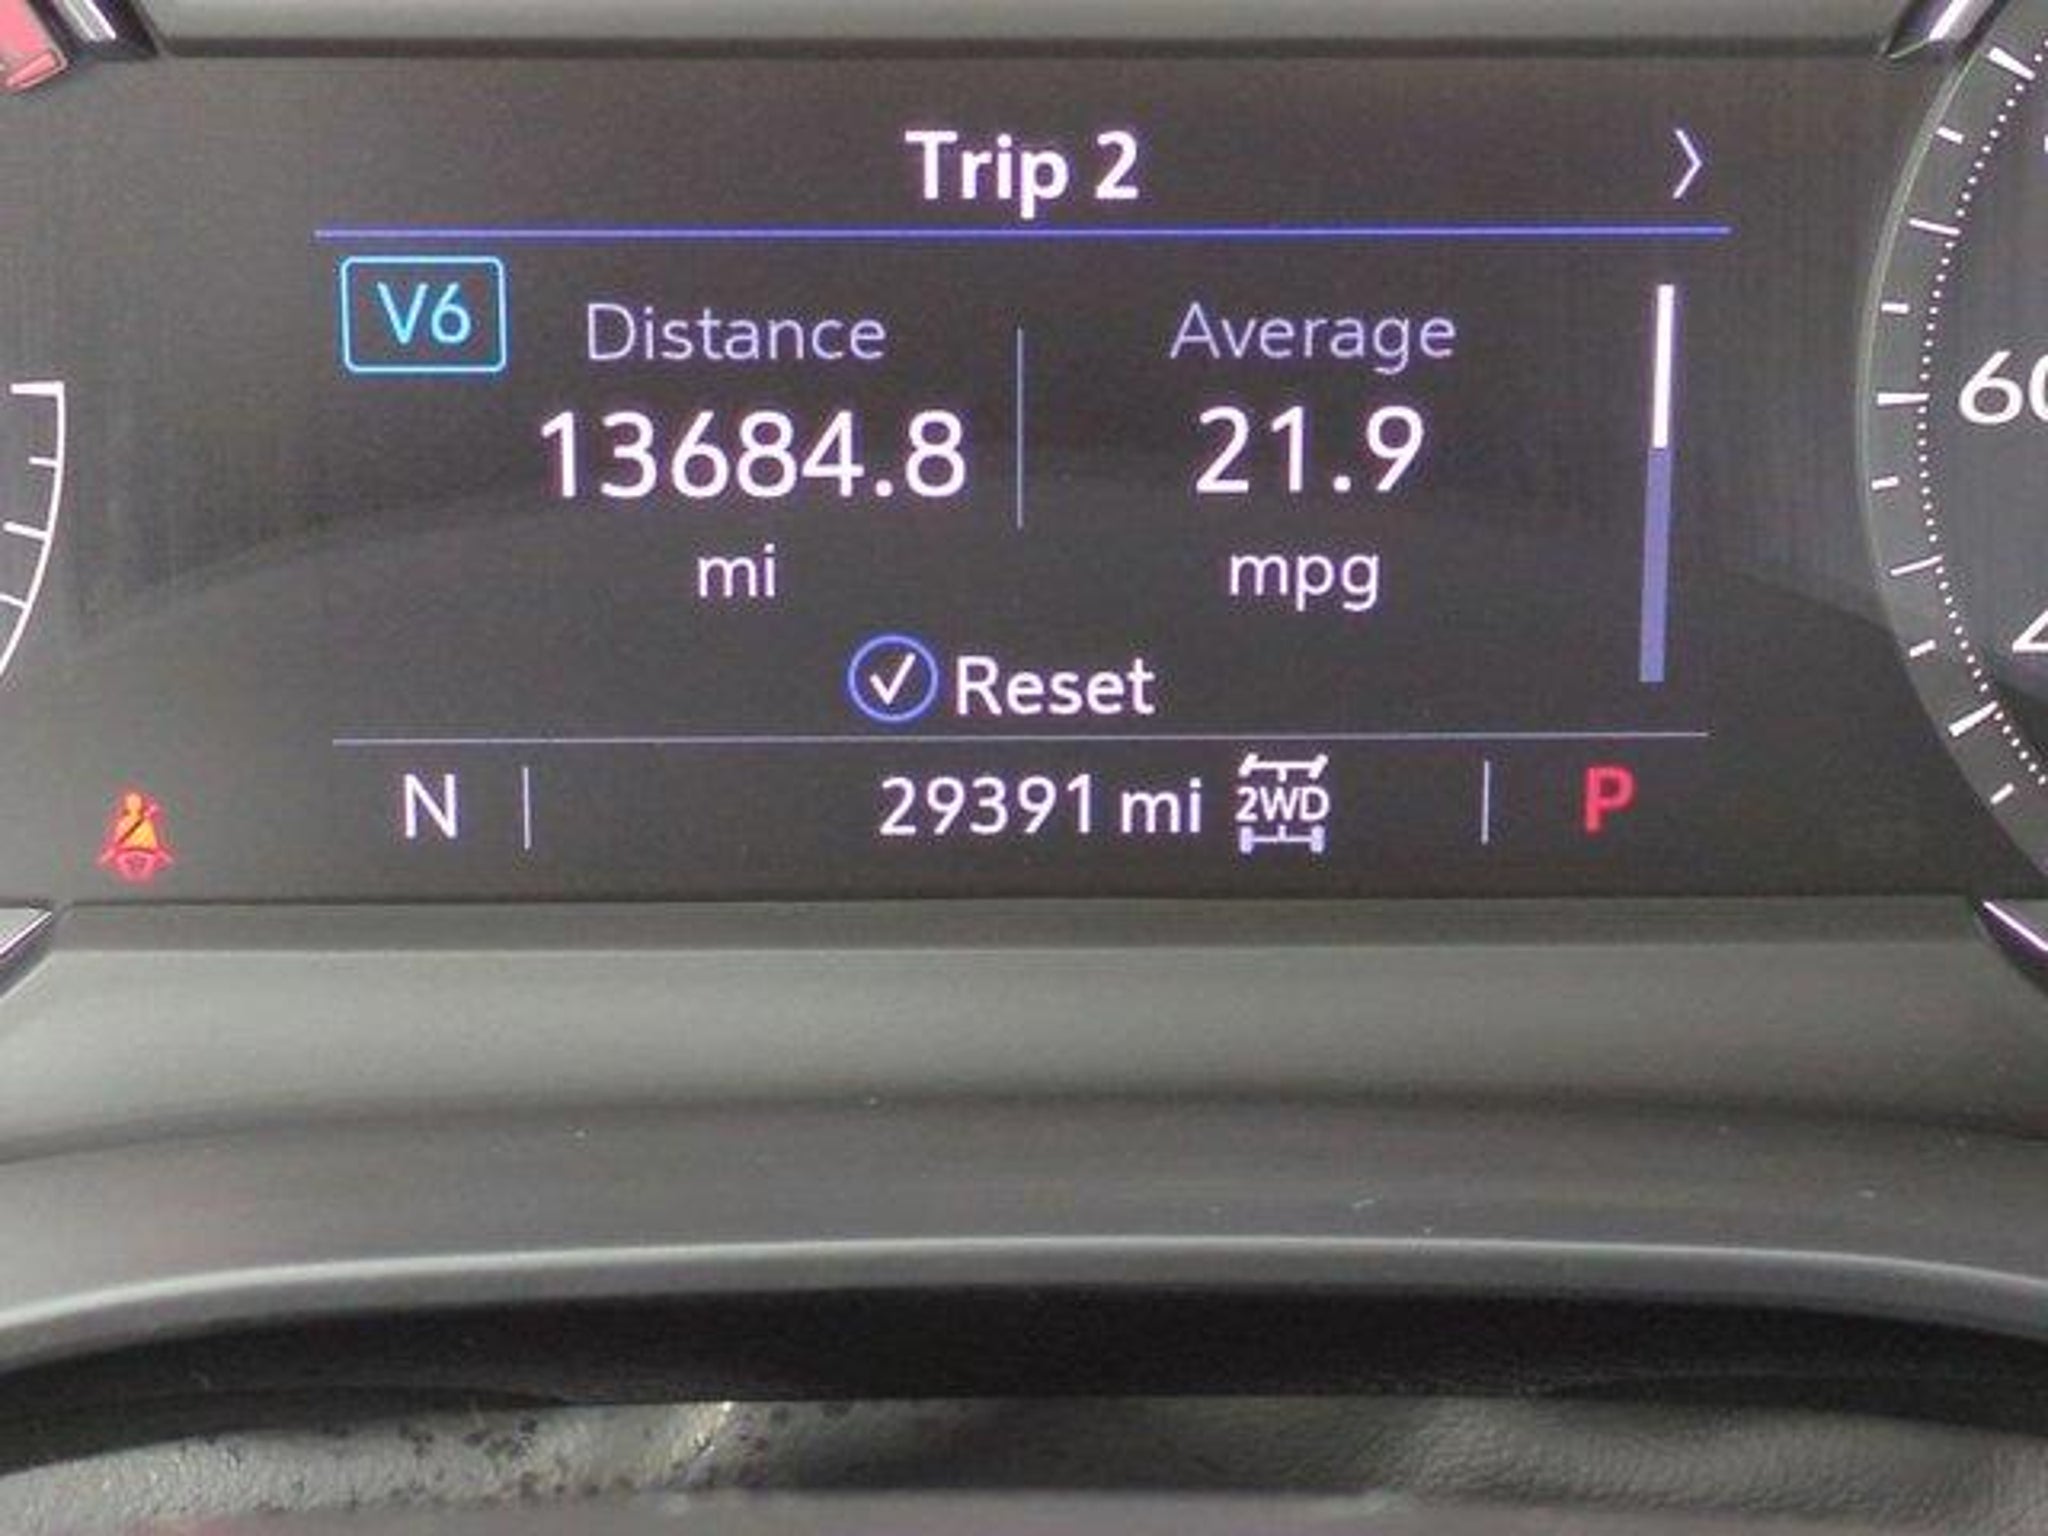 Trip 2
V6
Distance
Average
13684.8
21.9
mi
mpg
60
Reset
N
29391 mi
2WD
P